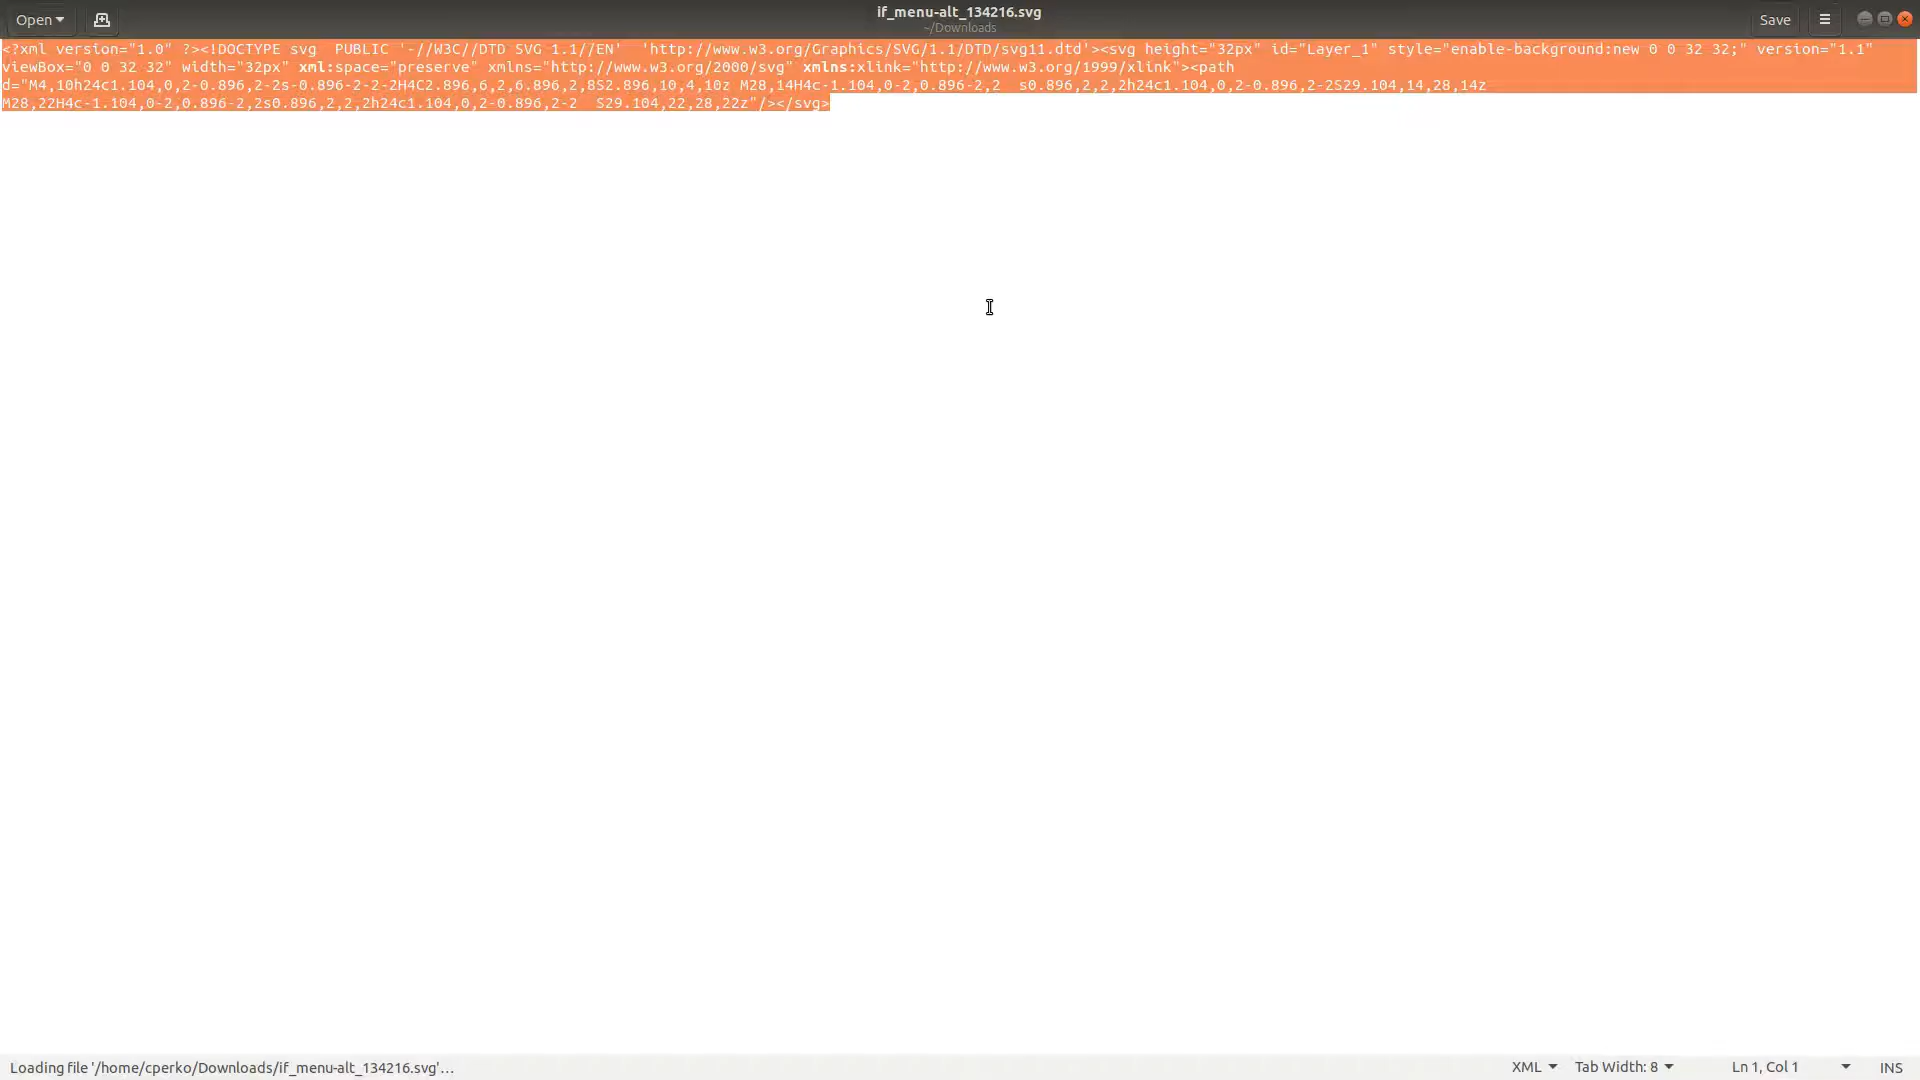 Open
if_menu-alt_134216.svg
~/Downloads
Save
<?xml version="1.0" ?><!DOCTYPE svg  PUBLIC '-//W3C//DTD SVG 1.1//EN'  'http://www.w3.org/Graphics/SVG/1.1/DTD/svg11.dtd'><svg height="32px" id="Layer_1" style="enable-background:new 0 0 32 32;" version="1.1"
viewBox="0 0 32 32" width="32px" xml:space="preserve" xmlns="http://www.w3.org/2000/svg" xmlns:xlink="http://www.w3.org/1999/xlink"><path
d="M4,10h24c1.104,0,2-0.896,2-2s-0.896-2-2-2H4C2.896,6,2,6.896,2,8S2.896,10,4,10z M28,14H4c-1.104,0-2,0.896-2,2  s0.896,2,2,2h24c1.104,0,2-0.896,2-2S29.104,14,28,14z
M28,22H4c-1.104,0-2,0.896-2,2s0.896,2,2,2h24c1.104,0,2-0.896,2-2  S29.104,22,28,22z"/></svg>
Loading file '/home/cperko/Downloads/if_menu-alt_134216.svg'…
XML
Tab Width: 8
Ln 1, Col 1
INS